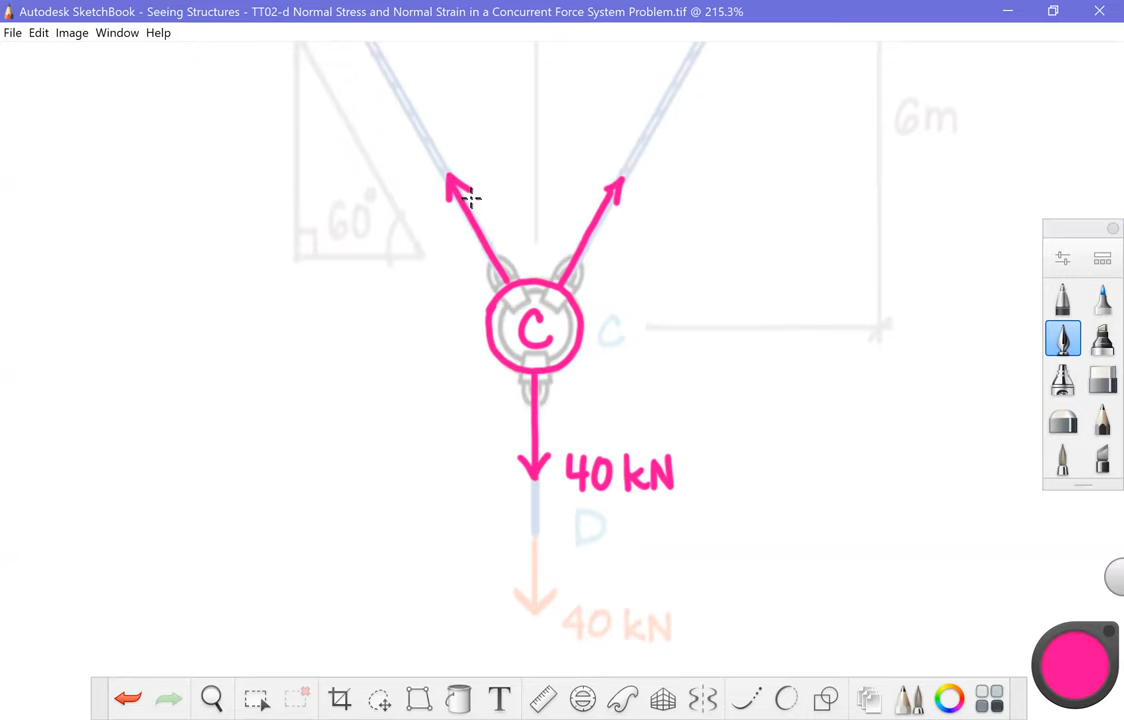 Autodesk SketchBook - Seeing Structures - TT02-d Normal Stress and Normal Strain in a Concurrent Force System Problem.tif @ 215.3%
File Edit Image Window Help
6m
60°
C
C
40 kN
D
40 kN
T